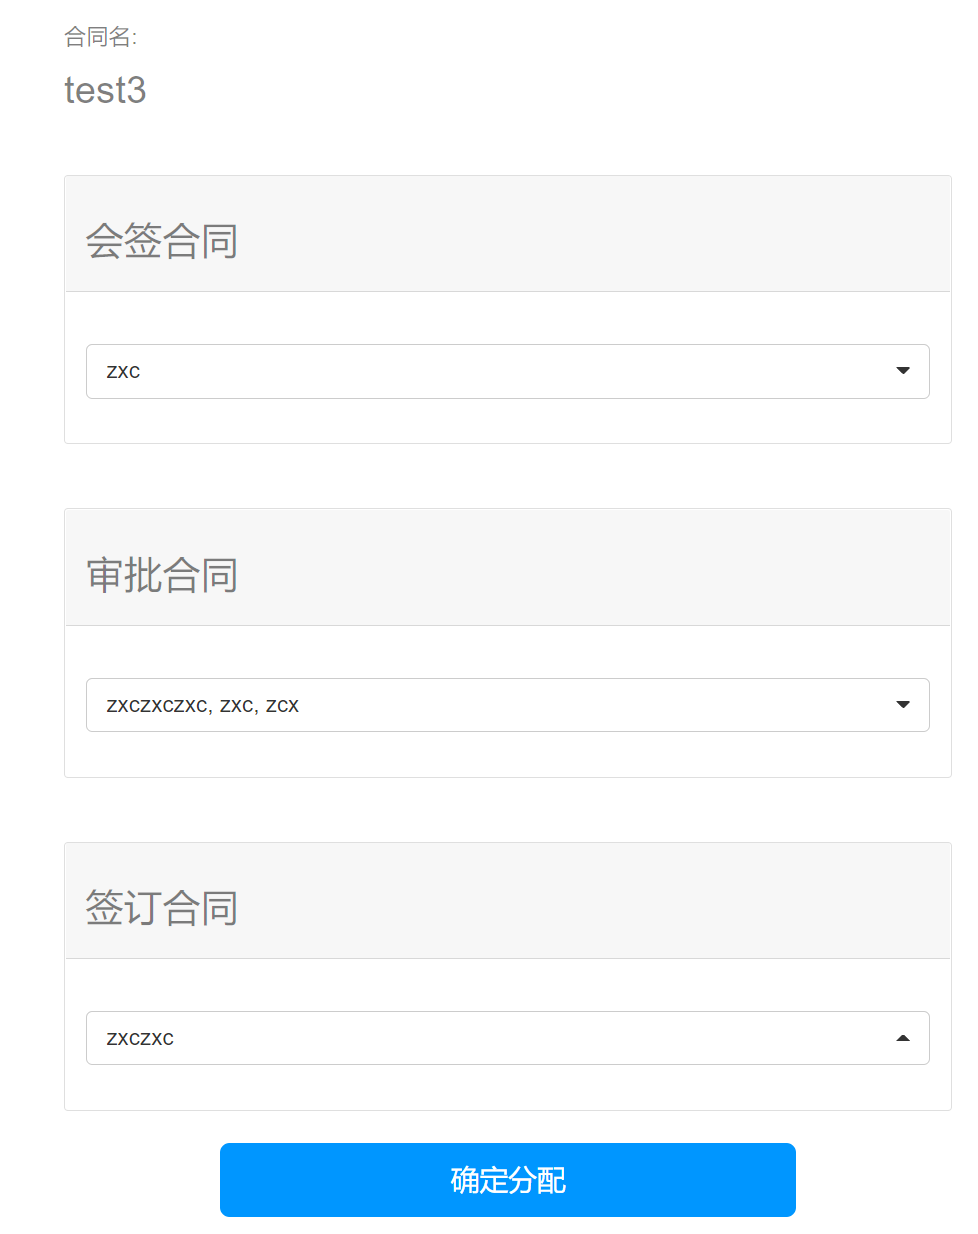 合同名:
test3
会签合同
zxc
审批合同
zxczxczxc, zxc, zcx
签订合同
zxczxc
确定分配